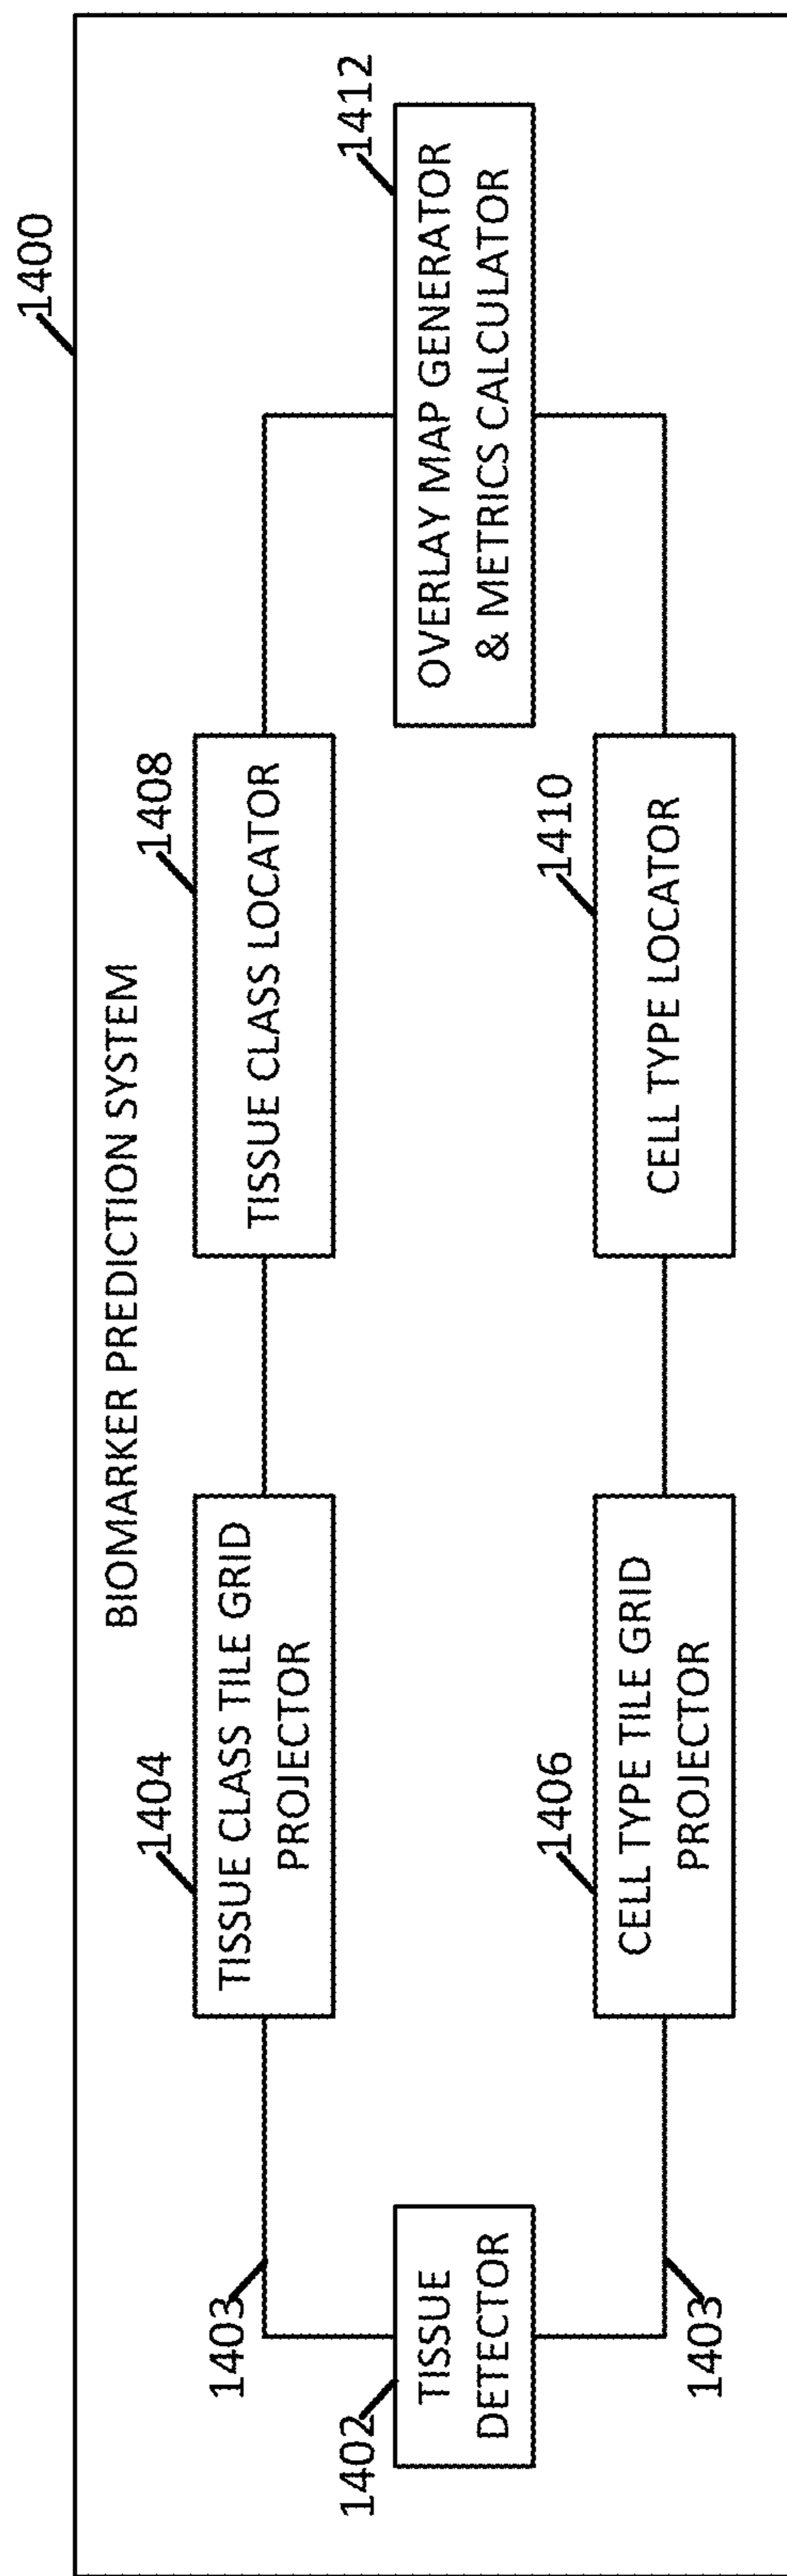 1400
BIOMARKER PREDICTION SYSTEM
1404
TISSUE CLASS TILE GRID
PROJECTOR
1408
TISSUE CLASS LOCATOR
1403
1402
TISSUE
DETECTOR
1412
OVERLAY MAP GENERATOR
& METRICS CALCULATOR
1403
1406
CELL TYPE TILE GRID
PROJECTOR
1410
CELL TYPE LOCATOR